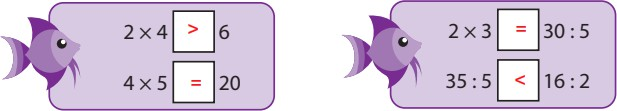 2 × 4 > 6
4 × 5 = 20
2 × 3 = 30 : 5
35 : 5 < 16 : 2